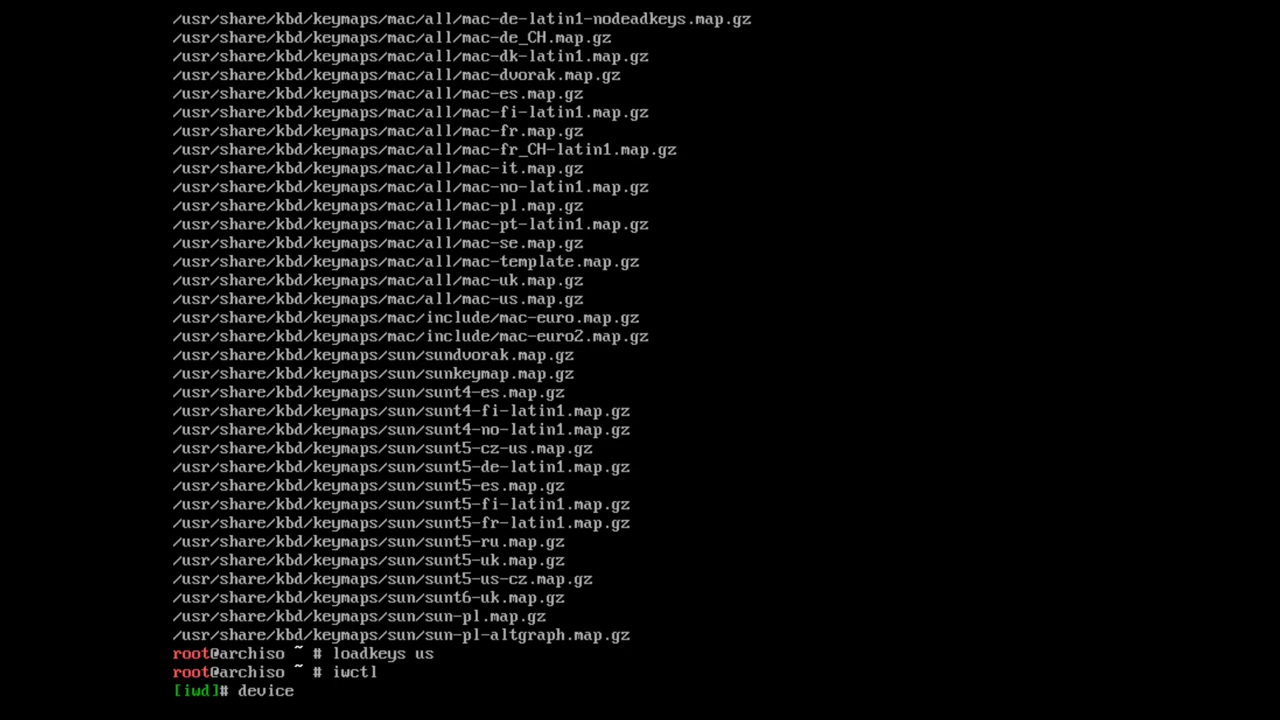 /usr/share/kbd/keymaps/mac/all/mac-de-latin1-nodeadkeys.map.gz
/usr/share/kbd/keymaps/mac/all/mac-de_CH.map.gz
/usr/share/kbd/keymaps/mac/all/mac-dk-latin1.map.gz
/usr/share/kbd/keymaps/mac/all/mac-dvorak.map.gz
/usr/share/kbd/keymaps/mac/all/mac-es.map.gz
/usr/share/kbd/keymaps/mac/all/mac-fi-latin1.map.gz
/usr/share/kbd/keymaps/mac/all/mac-fr.map.gz
/usr/share/kbd/keymaps/mac/all/mac-fr_CH-latin1.map.gz
/usr/share/kbd/keymaps/mac/all/mac-it.map.gz
/usr/share/kbd/keymaps/mac/all/mac-no-latin1.map.gz
/usr/share/kbd/keymaps/mac/all/mac-pl.map.gz
/usr/share/kbd/keymaps/mac/all/mac-pt-latin1.map.gz
/usr/share/kbd/keymaps/mac/all/mac-se.map.gz
/usr/share/kbd/keymaps/mac/all/mac-template.map.gz
/usr/share/kbd/keymaps/mac/all/mac-uk.map.gz
/usr/share/kbd/keymaps/mac/all/mac-us.map.gz
/usr/share/kbd/keymaps/mac/include/mac-euro.map.gz
/usr/share/kbd/keymaps/mac/include/mac-euro2.map.gz
/usr/share/kbd/keymaps/sun/sundvorak.map.gz
/usr/share/kbd/keymaps/sun/sunkeymap.map.gz
/usr/share/kbd/keymaps/sun/sunt4-es.map.gz
/usr/share/kbd/keymaps/sun/sunt4-fi-latin1.map.gz
/usr/share/kbd/keymaps/sun/sunt4-no-latin1.map.gz
/usr/share/kbd/keymaps/sun/sunt5-cz-us.map.gz
/usr/share/kbd/keymaps/sun/sunt5-de-latin1.map.gz
/usr/share/kbd/keymaps/sun/sunt5-es.map.gz
/usr/share/kbd/keymaps/sun/sunt5-fi-latin1.map.gz
/usr/share/kbd/keymaps/sun/sunt5-fr-latin1.map.gz
/usr/share/kbd/keymaps/sun/sunt5-ru.map.gz
/usr/share/kbd/keymaps/sun/sunt5-uk.map.gz
/usr/share/kbd/keymaps/sun/sunt5-us-cz.map.gz
/usr/share/kbd/keymaps/sun/sunt6-uk.map.gz
/usr/share/kbd/keymaps/sun/sun-pl.map.gz
/usr/share/kbd/keymaps/sun/sun-pl-altgraph.map.gz
root@archiso ~ # loadkeys us
root@archiso ~ # iwctl
[iwd]# device